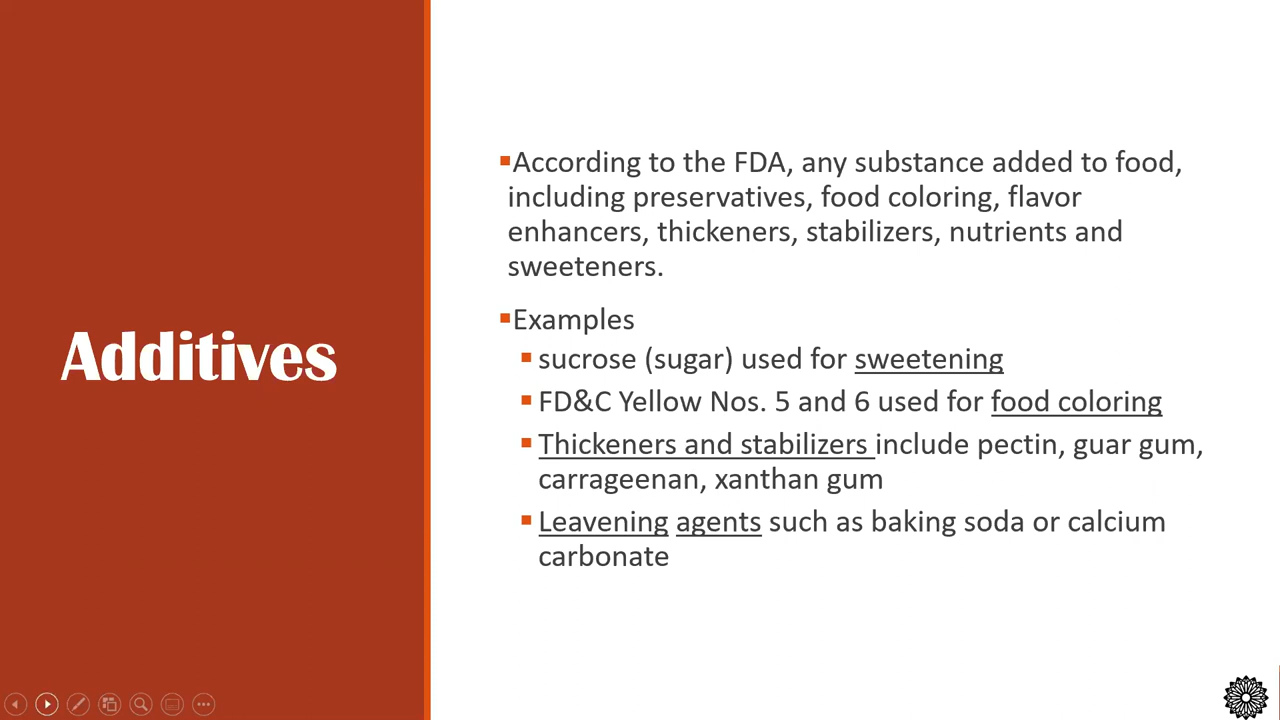 Additives
▪According to the FDA, any substance added to food,
including preservatives, food coloring, flavor
enhancers, thickeners, stabilizers, nutrients and
sweeteners.
▪Examples
▪ sucrose (sugar) used for sweetening
▪ FD&C Yellow Nos. 5 and 6 used for food coloring
▪ Thickeners and stabilizers include pectin, guar gum,
carrageenan, xanthan gum
▪ Leavening agents such as baking soda or calcium
carbonate